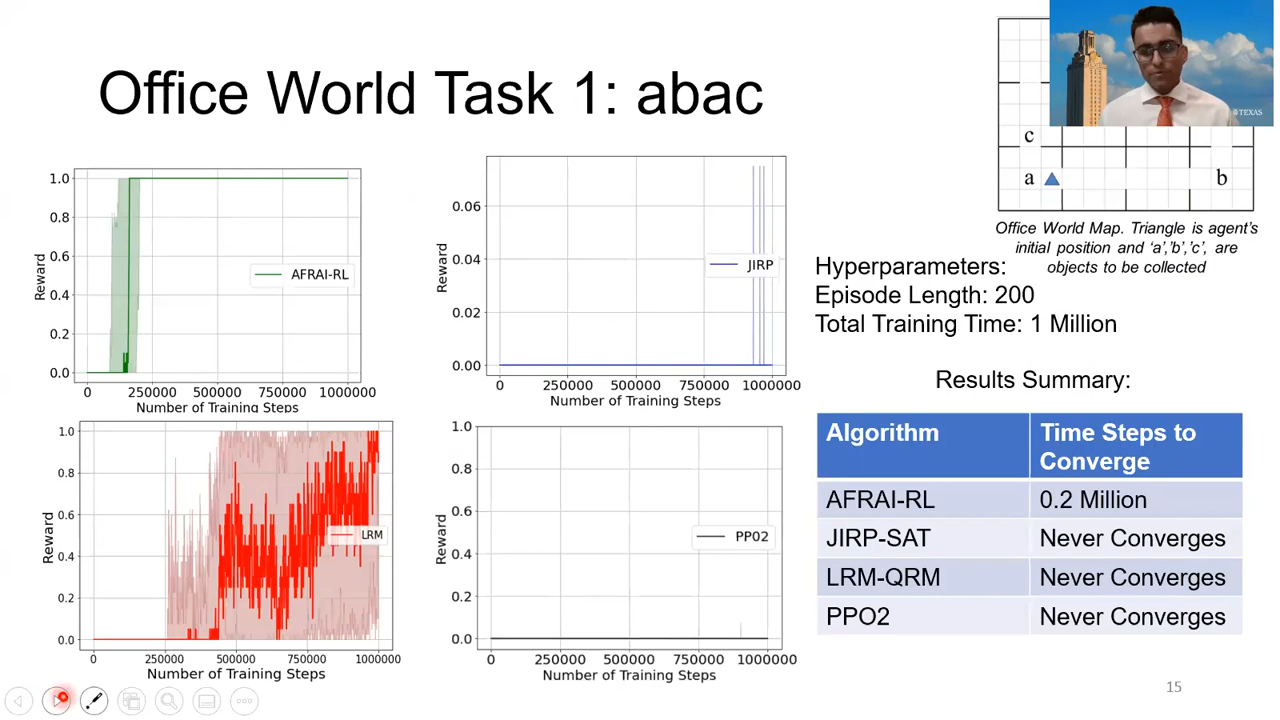 Office World Task 1: abac
TEXAS
c
a
b
Office World Map. Triangle is agent's
initial position and 'a','b','c', are
objects to be collected
1.0
0.8
0.6
0.4
0.2
0.0
Reward
AFRAI-RL
0
250000
500000
750000
1000000
Number of Training Steps
0.06
0.04
0.02
0.00
Reward
JIRP
0
250000
500000
750000
1000000
Number of Training Steps
Hyperparameters:
Episode Length: 200
Total Training Time: 1 Million
Results Summary:
Algorithm
Time Steps to
Converge
AFRAI-RL
0.2 Million
JIRP-SAT
Never Converges
LRM-QRM
Never Converges
PPO2
Never Converges
1.0
0.8
0.6
0.4
0.2
0.0
Reward
LRM
0
250000
500000
750000
1000000
Number of Training Steps
1.0
0.8
0.6
0.4
0.2
0.0
Reward
PP02
0
250000
500000
750000
1000000
Number of Training Steps
15